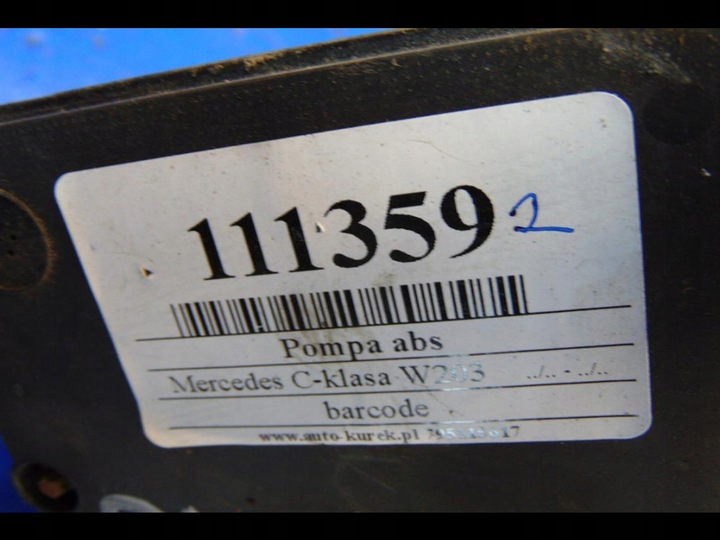 111359 2
Pompa abs
Mercedes C-klasa W203 ../.. - ../..
barcode
www.auto-kurek.pl